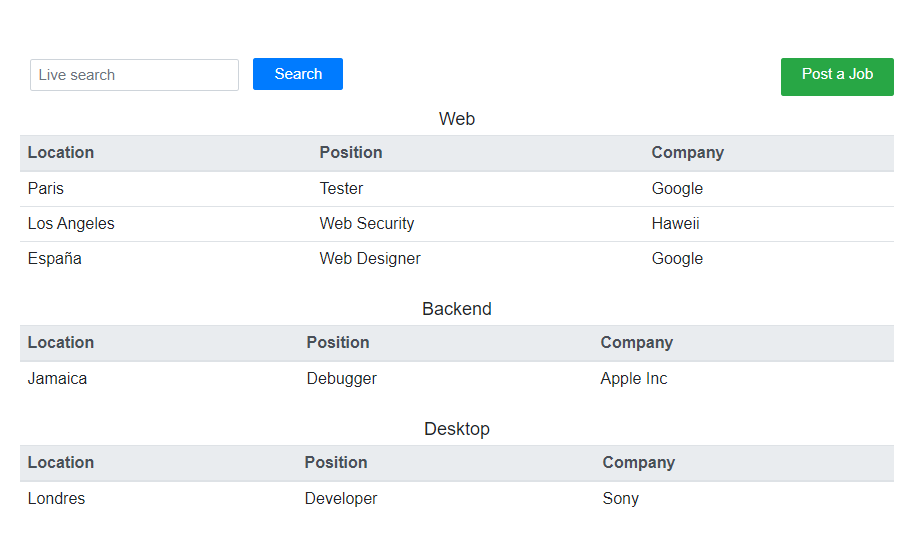 Live search Search Post a Job
Web
Location Position Company
Paris Tester Google
Los Angeles Web Security Haweii
España Web Designer Google
Backend
Location Position Company
Jamaica Debugger Apple Inc
Desktop
Location Position Company
Londres Developer Sony